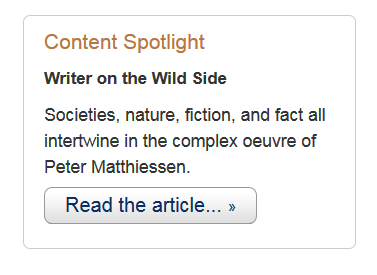 Content Spotlight
Writer on the Wild Side
Societies, nature, fiction, and fact all
intertwine in the complex oeuvre of
Peter Matthiessen.
Read the article... »